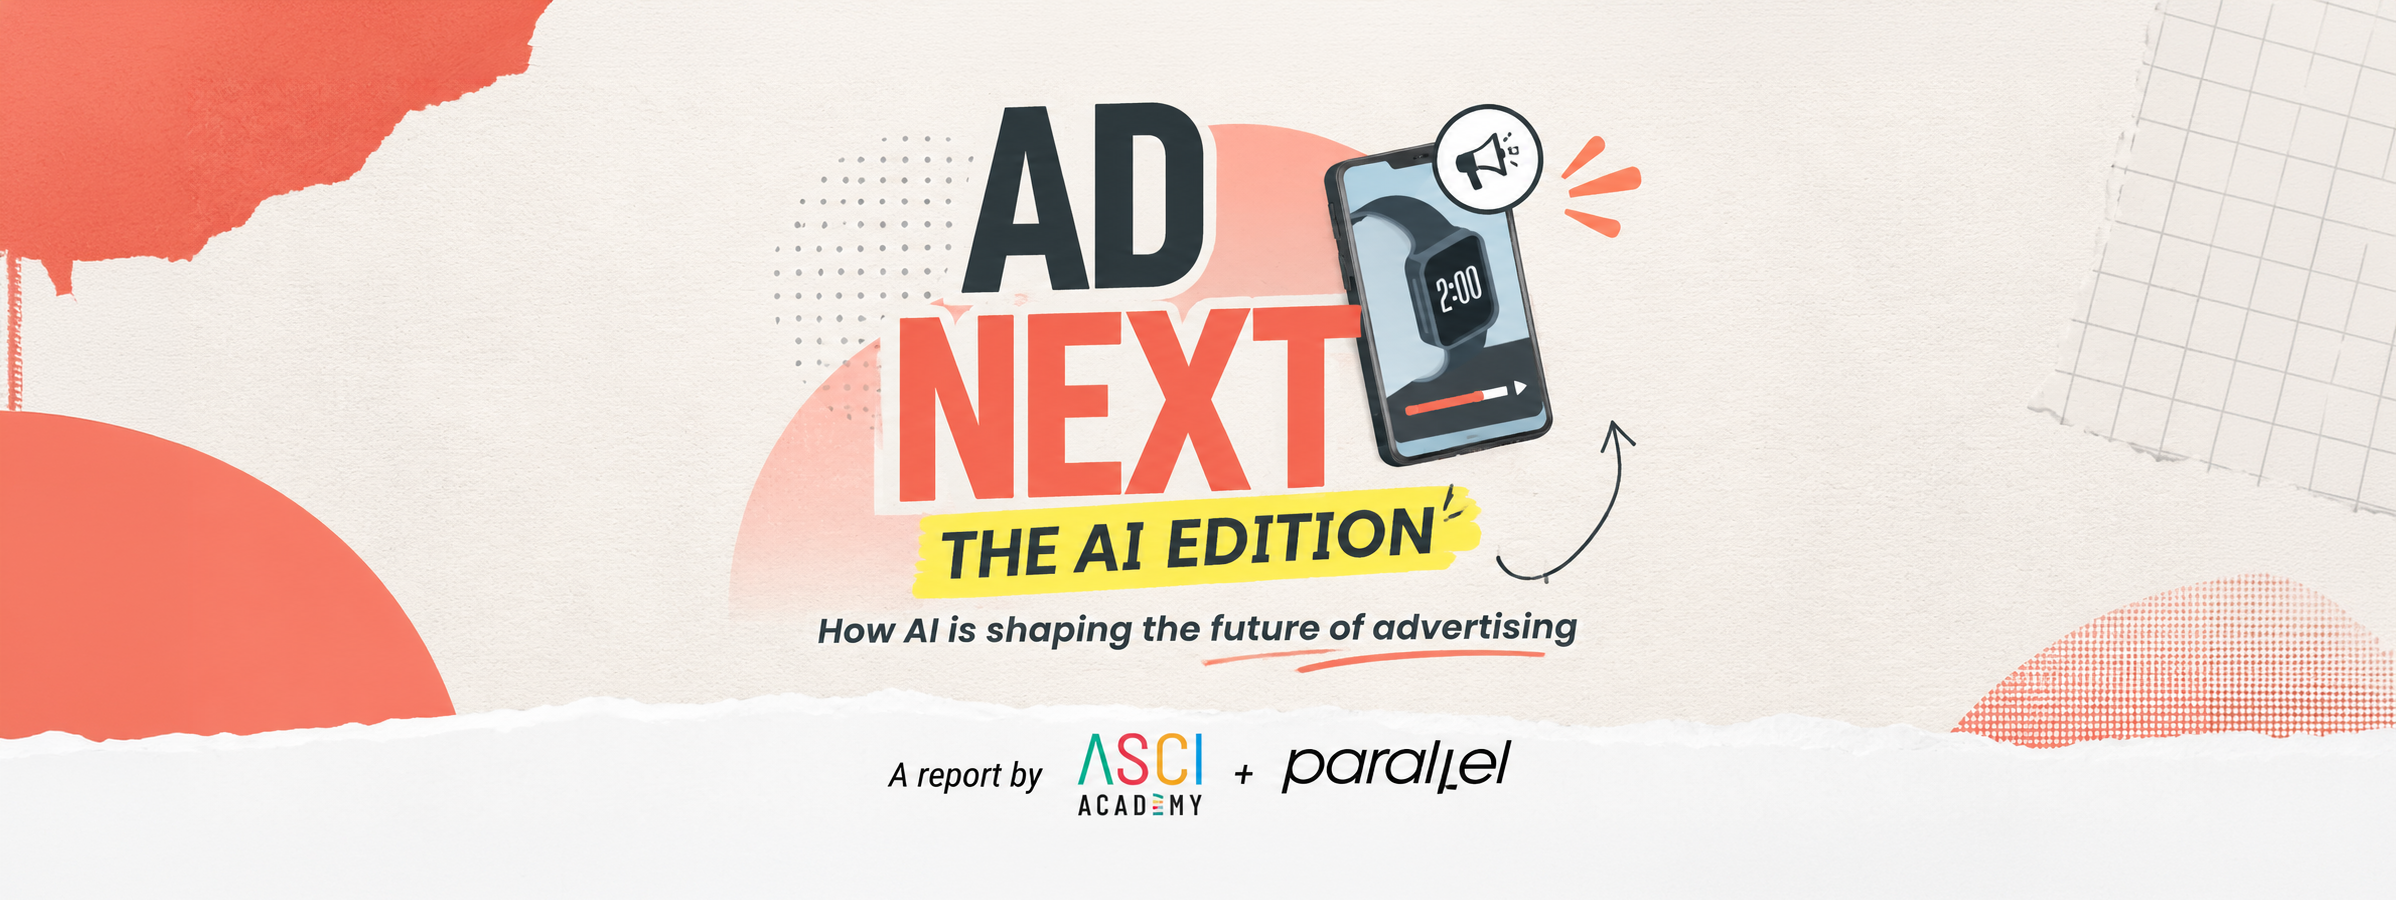 AD
NEXT
2:00
THE AI EDITION
How AI is shaping the future of advertising
A report by ASCI ACADEMY + parallel